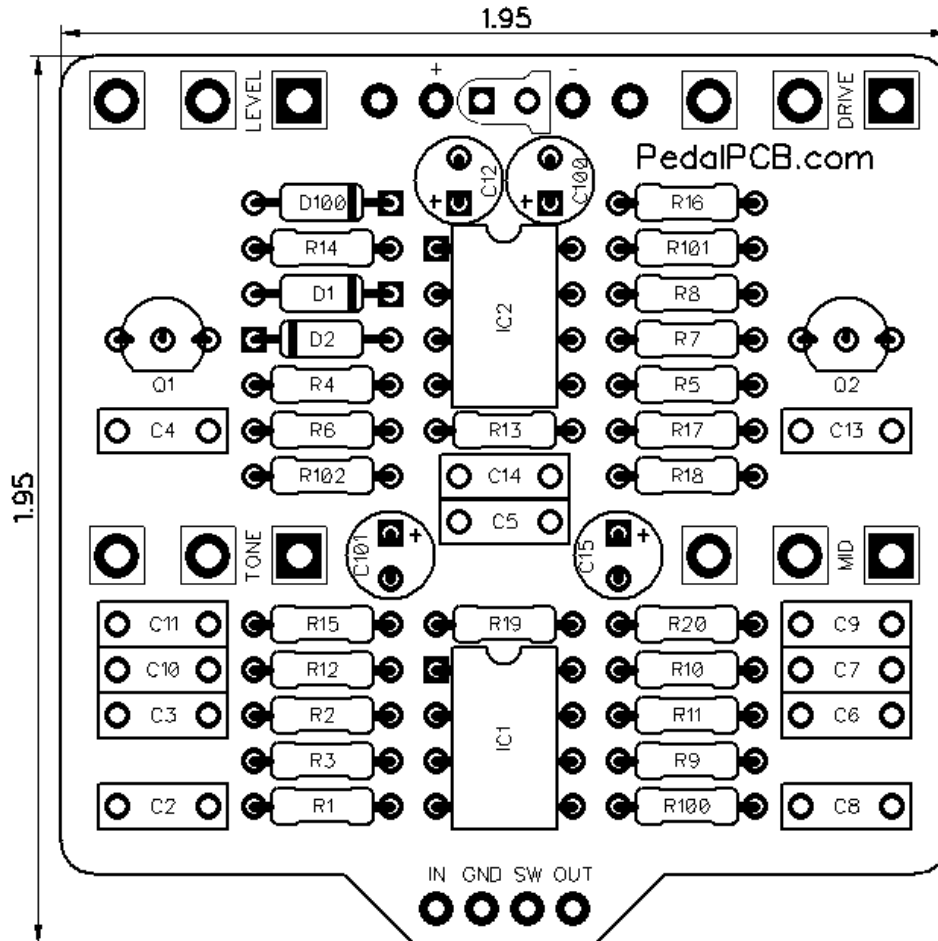 1.95
LEVEL + - DRIVE
PedalPCB.com
C12 C100
D100 R16
R14 R101
D1 IC2 R8
D2 R7
Q1 R4 R5 Q2
C4 R6 R13 R17 C13
R102 C14 R18
1.95
C5
TONE C101 + + C15 MID
+ +
C11 R15 R19 R20 C9
C10 R12 R10 C7
C3 R2 IC1 R11 C6
R3 R9
C2 R1 R100 C8
IN GND SW OUT